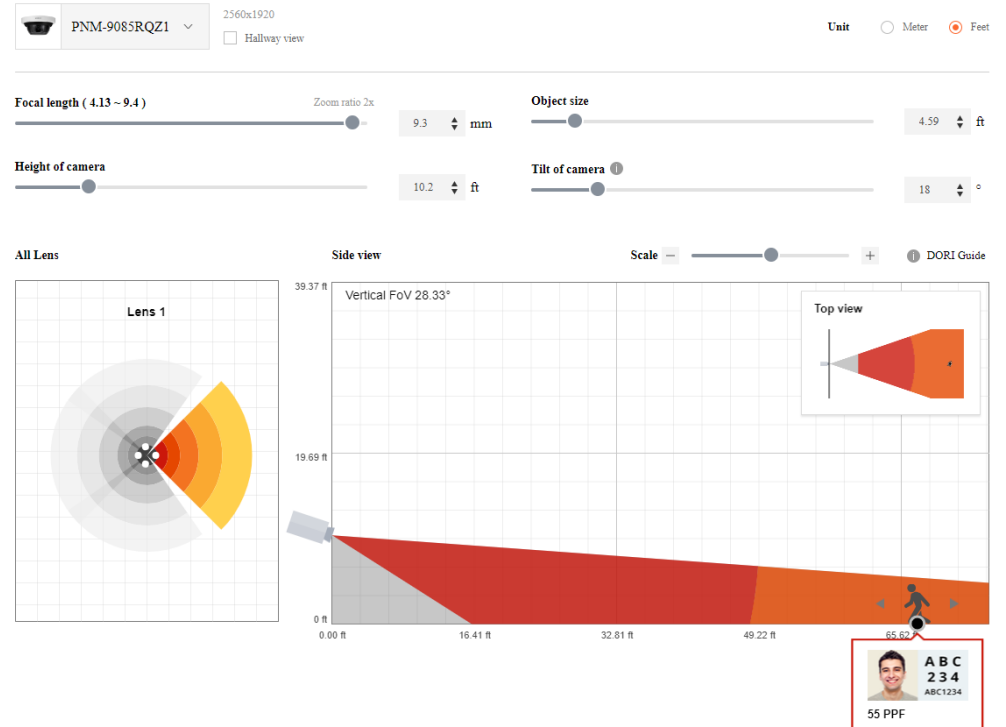 2560x1920
PNM-9085RQZ1
Hallway view
Unit
Meter
Feet
Focal length ( 4.13 ~ 9.4 )
Zoom ratio 2x
9.3 mm
Object size
4.59 ft
Height of camera
10.2 ft
Tilt of camera
18 °
All Lens
Side view
Scale
DORI Guide
Lens 1
39.37 ft
Vertical FoV 28.33°
Top view
19.69 ft
0 ft
0.00 ft
16.41 ft
32.81 ft
49.22 ft
65.62
A B C
2 3 4
ABC1234
55 PPF